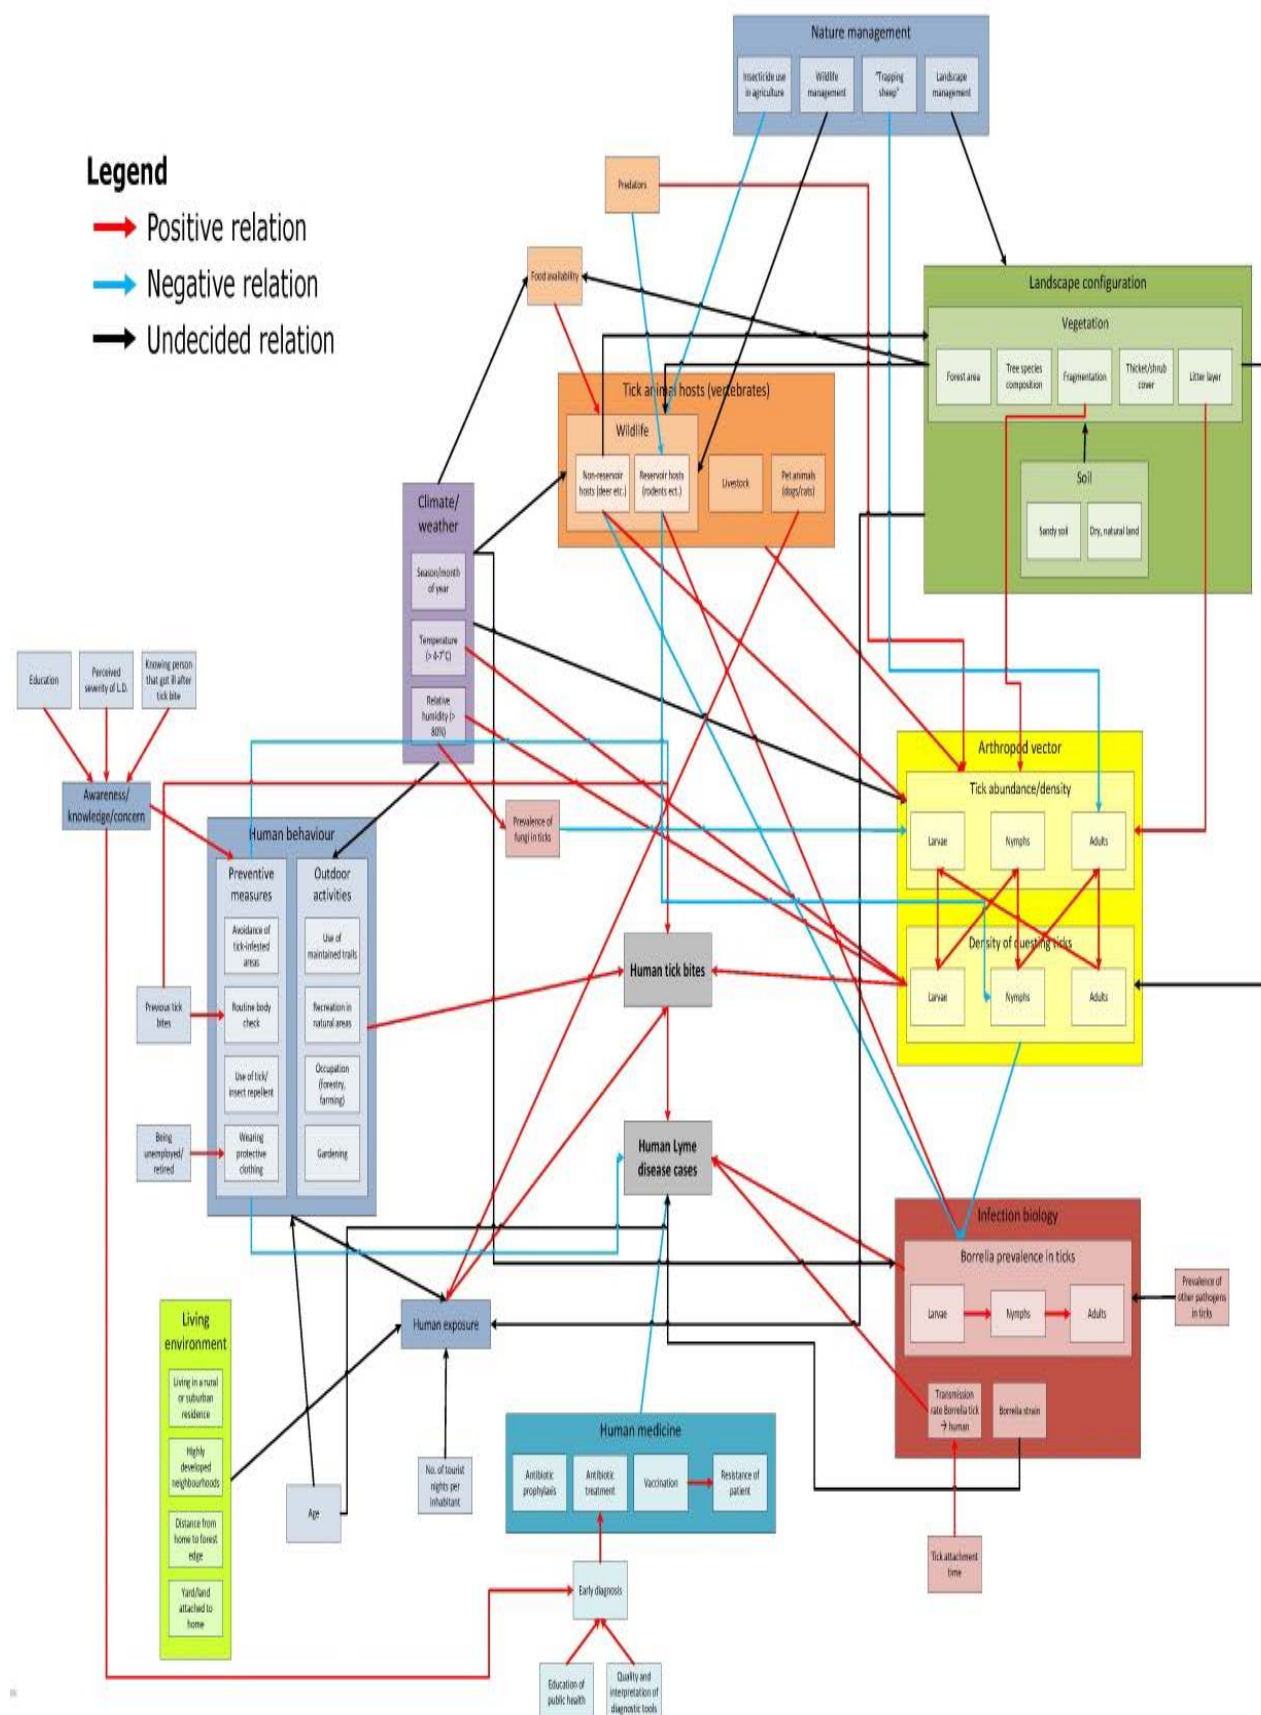 Nature management
Insecticide use
in agriculture
Wildlife
management
"Trapping
sheep"
Landscape
management
Legend
Positive relation
Negative relation
Undecided relation
Predators
Food availability
Landscape configuration
Vegetation
Forest area
Tree species
composition
Fragmentation
Thicket/shrub
cover
Litter layer
Soil
Sandy soil
Dry, natural land
Tick animal hosts (vertebrates)
Wildlife
Non-reservoir
hosts (deer etc.)
Reservoir hosts
(rodents ect.)
Livestock
Pet animals
(dogs/cats)
Climate/
weather
Season/month
of year
Temperature
(> 4-7°C)
Relative
humidity (>
80%)
Education
Perceived
severity of L.D.
Knowing person
that got ill after
tick bite
Awareness/
knowledge/concern
Prevalence of
fungi in ticks
Arthropod vector
Tick abundance/density
Larvae
Nymphs
Adults
Density of questing ticks
Larvae
Nymphs
Adults
Human behaviour
Preventive
measures
Avoidance of
tick-infested
areas
Routine body
check
Use of tick/
insect repellent
Wearing
protective
clothing
Outdoor
activities
Use of
maintained trails
Recreation in
natural areas
Occupation
(forestry,
farming)
Gardening
Previous tick
bites
Being
unemployed/
retired
Human tick bites
Human Lyme
disease cases
Infection biology
Borrelia prevalence in ticks
Larvae
Nymphs
Adults
Transmission
rate Borrelia tick
→ human
Borrelia strain
Prevalence of
other pathogens
in ticks
Tick attachment
time
Human exposure
Living
environment
Living in a rural
or suburban
residence
Highly
developed
neighbourhoods
Distance from
home to forest
edge
Yard/land
attached to
home
Age
No. of tourist
nights per
inhabitant
Human medicine
Antibiotic
prophylaxis
Antibiotic
treatment
Vaccination
Resistance of
patient
Early diagnosis
Education of
public health
Quality and
interpretation of
diagnostic tools